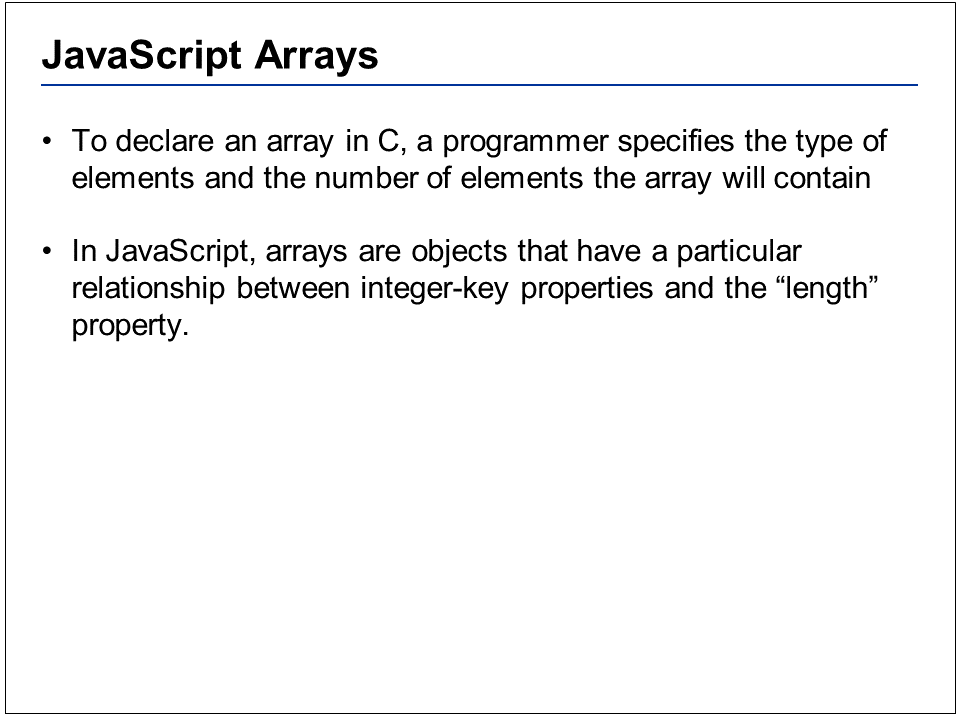 JavaScript Arrays
• To declare an array in C, a programmer specifies the type of
elements and the number of elements the array will contain
• In JavaScript, arrays are objects that have a particular
relationship between integer-key properties and the “length”
property.